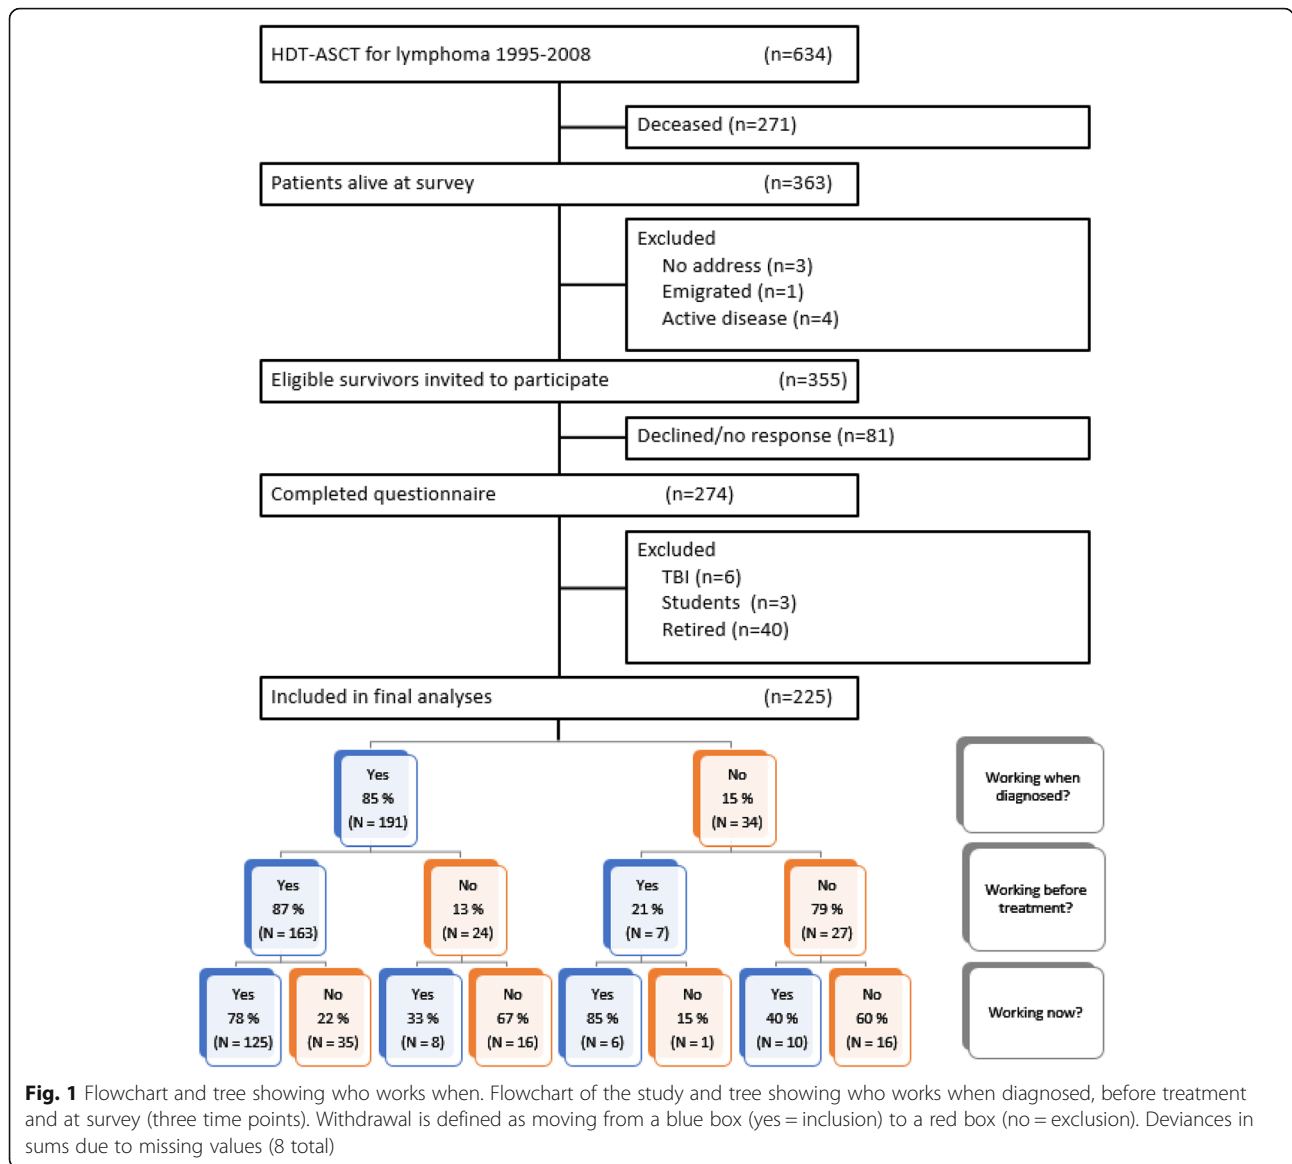 HDT-ASCT for lymphoma 1995-2008 (n=634)
Deceased (n=271)
Patients alive at survey (n=363)
Excluded
No address (n=3)
Emigrated (n=1)
Active disease (n=4)
Eligible survivors invited to participate (n=355)
Declined/no response (n=81)
Completed questionnaire (n=274)
Excluded
TBI (n=6)
Students (n=3)
Retired (n=40)
Included in final analyses (n=225)
Yes
85 %
(N = 191)
No
15 %
(N = 34)
Working when
diagnosed?
Yes
87 %
(N = 163)
No
13 %
(N = 24)
Yes
21 %
(N = 7)
No
79 %
(N = 27)
Working before
treatment?
Yes
78 %
(N = 125)
No
22 %
(N = 35)
Yes
33 %
(N = 8)
No
67 %
(N = 16)
Yes
85 %
(N = 6)
No
15 %
(N = 1)
Yes
40 %
(N = 10)
No
60 %
(N = 16)
Working now?
Fig. 1 Flowchart and tree showing who works when. Flowchart of the study and tree showing who works when diagnosed, before treatment
and at survey (three time points). Withdrawal is defined as moving from a blue box (yes = inclusion) to a red box (no = exclusion). Deviances in
sums due to missing values (8 total)